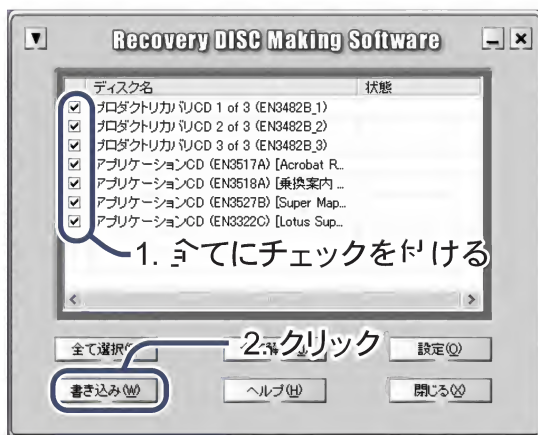 Recovery DISC Making Software
ディスク名 状態
プロダクトリカバリCD 1 of 3 (EN3482B_1)
プロダクトリカバリCD 2 of 3 (EN3482B_2)
プロダクトリカバリCD 3 of 3 (EN3482B_3)
アプリケーションCD (EN3517A) [Acrobat R...
アプリケーションCD (EN3518A) [乗換案内 ...
アプリケーションCD (EN3527B) [Super Map...
アプリケーションCD (EN3322C) [Lotus Sup...
1. 全てにチェックを付ける
全て選択 2. クリック 設定(O)
書き込み(W) ヘルプ(H) 閉じる(X)